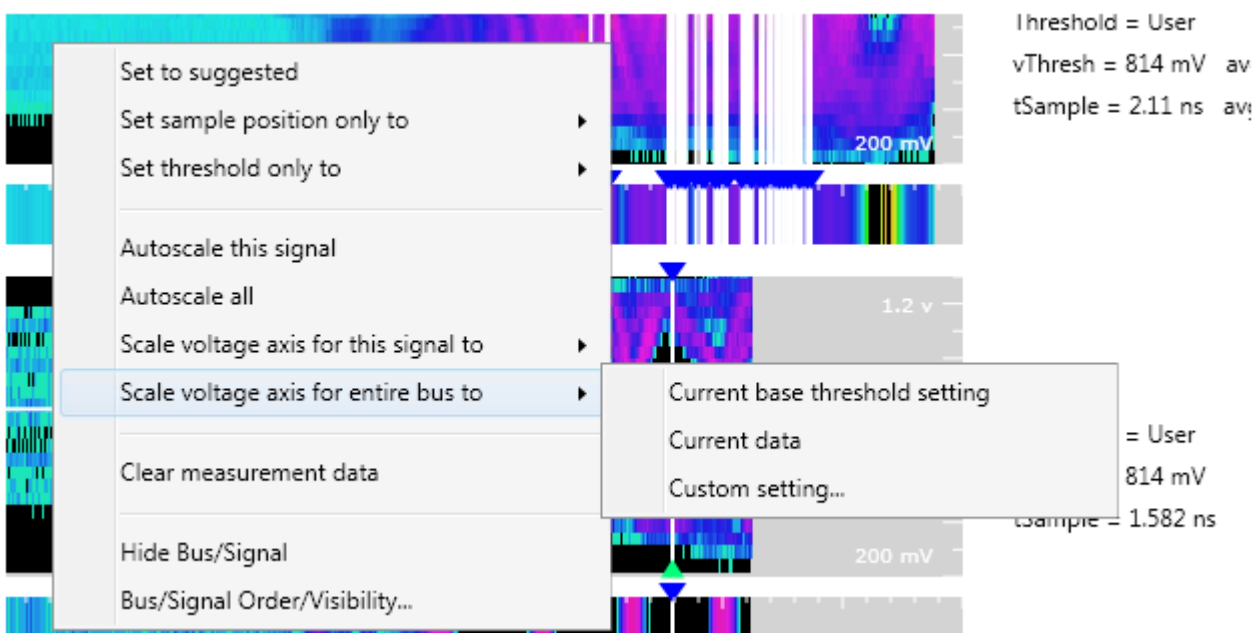 Threshold = User
vThresh = 814 mV av
tSample = 2.11 ns
200 mV
Set to suggested
Set sample position only to
Set threshold only to
Autoscale this signal
Autoscale all
Scale voltage axis for this signal to
Scale voltage axis for entire bus to
Clear measurement data
Hide Bus/Signal
Bus/Signal Order/Visibility...
1.2 v
Current base threshold setting
Current data
Custom setting...
= User
814 mV
tSample = 1.582 ns
200 mV